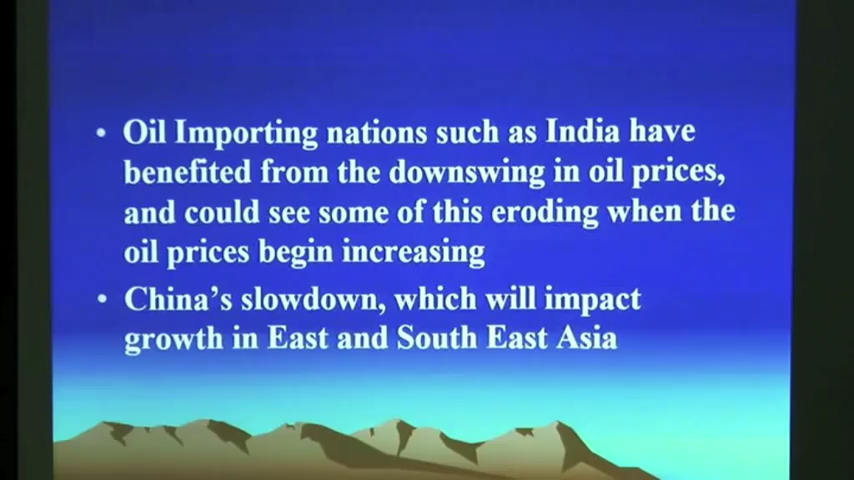 • Oil Importing nations such as India have
benefited from the downswing in oil prices,
and could see some of this eroding when the
oil prices begin increasing
• China's slowdown, which will impact
growth in East and South East Asia